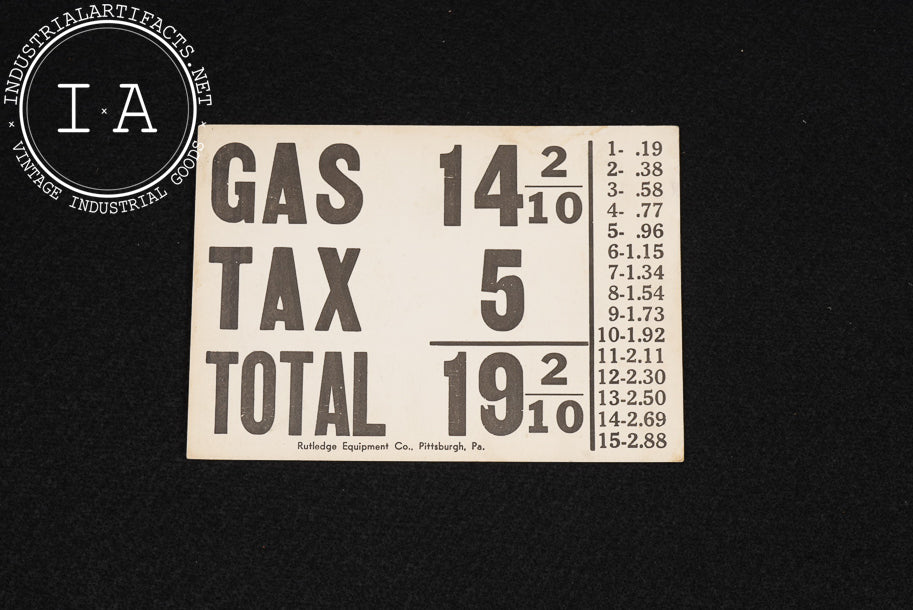 INDUSTRIALARTIFACTS.NET
I x A
VINTAGE INDUSTRIAL GOODS
GAS 14 2/10
TAX 5
TOTAL 19 2/10
Rutledge Equipment Co., Pittsburgh, Pa.
1- .19
2- .38
3- .58
4- .77
5- .96
6-1.15
7-1.34
8-1.54
9-1.73
10-1.92
11-2.11
12-2.30
13-2.50
14-2.69
15-2.88